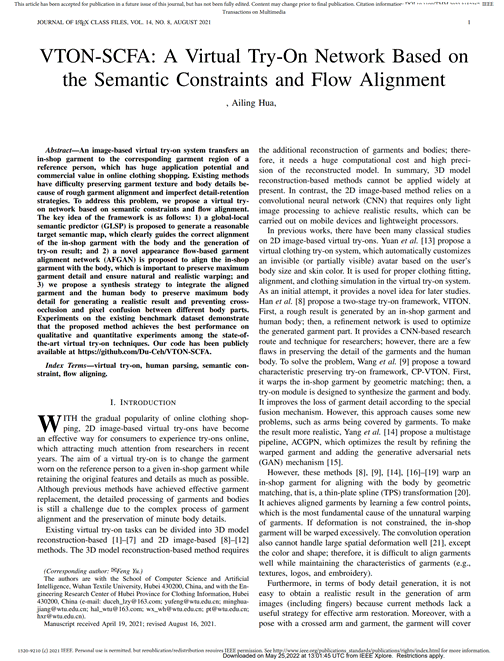 This article has been accepted for publication in a future issue of this journal, but has not been fully edited. Content may change prior to final publication. Citation information: IEEE
Transactions on Multimedia
JOURNAL OF LATEX CLASS FILES, VOL. 14, NO. 8, AUGUST 2021 1
VTON-SCFA: A Virtual Try-On Network Based on
the Semantic Constraints and Flow Alignment
, Ailing Hua,
Abstract—An image-based virtual try-on system transfers an
in-shop garment to the corresponding garment region of a
reference person, which has huge application potential and
commercial value in online clothing shopping. Existing methods
have difficulty preserving garment texture and body details be-
cause of rough garment alignment and imperfect detail-retention
strategies. To address this problem, we propose a virtual try-
on network based on semantic constraints and flow alignment.
The key idea of the framework is as follows: 1) a global-local
semantic predictor (GLSP) is proposed to generate a reasonable
target semantic map, which clearly guides the correct alignment
of the in-shop garment with the body and the generation of
try-on result; and 2) a novel appearance flow-based garment
alignment network (AFGAN) is proposed to align the in-shop
garment with the body, which is important to preserve maximum
garment detail and ensure natural and realistic warping; and
3) we propose a synthesis strategy to integrate the aligned
garment and the human body to preserve maximum body
detail for generating a realistic result and preventing cross-
occlusion and pixel confusion between different body parts.
Experiments on the existing benchmark dataset demonstrate
that the proposed method achieves the best performance on
qualitative and quantitative experiments among the state-of-
the-art virtual try-on techniques. Our code has been publicly
available at https://github.com/Du-Ceh/VTON-SCFA.
Index Terms—virtual try-on, human parsing, semantic con-
straint, flow aligning.
I. INTRODUCTION
WITH the gradual popularity of online clothing shop-
ping, 2D image-based virtual try-ons have become
an effective way for consumers to experience try-ons online,
which attracting much attention from researchers in recent
years. The aim of a virtual try-on is to change the garment
worn on the reference person to a given in-shop garment while
retaining the original features and details as much as possible.
Although previous methods have achieved effective garment
replacement, the detailed processing of garments and bodies
is still a challenge due to the complex process of garment
alignment and the preservation of minute body details.
Existing virtual try-on tasks can be divided into 3D model
reconstruction-based [1]–[7] and 2D image-based [8]–[12]
methods. The 3D model reconstruction-based method requires
(Corresponding author: Feng Yu.)
The authors are with the School of Computer Science and Artificial
Intelligence, Wuhan Textile University, Hubei 430200, China, and with the En-
gineering Research Center of Hubei Province for Clothing Information, Hubei
430200, China (e-mail: duceh_lzy@163.com; yufeng@wtu.edu.cn; minghua-
jiang@wtu.edu.cn; hal_wtu@163.com; wx_wh@wtu.edu.cn; pt@wtu.edu.cn;
hxr@wtu.edu.cn).
Manuscript received April 19, 2021; revised August 16, 2021.
the additional reconstruction of garments and bodies; there-
fore, it needs a huge computational cost and high preci-
sion of the reconstructed model. In summary, 3D model
reconstruction-based methods cannot be applied widely at
present. In contrast, the 2D image-based method relies on a
convolutional neural network (CNN) that requires only light
image processing to achieve realistic results, which can be
carried out on mobile devices and lightweight processors.
In previous works, there have been many classical studies
on 2D image-based virtual try-ons. Yuan et al. [13] propose a
virtual clothing try-on system, which automatically customizes
an invisible (or partially visible) avatar based on the user's
body size and skin color. It is used for proper clothing fitting,
alignment, and clothing simulation in the virtual try-on system.
As an initial attempt, it provides a novel idea for later studies.
Han et al. [8] propose a two-stage try-on framework, VITON.
First, a rough result is generated by an in-shop garment and
human body; then, a refinement network is used to optimize
the generated garment part. It provides a CNN-based research
route and technique for researchers; however, there are a few
flaws in preserving the detail of the garments and the human
body. To solve the problem, Wang et al. [9] propose a toward
characteristic preserving try-on framework, CP-VTON. First,
it warps the in-shop garment by geometric matching; then, a
try-on module is designed to synthesize the garment and body.
It improves the loss of garment detail according to the special
fusion mechanism. However, this approach causes some new
problems, such as arms being covered by garments. To make
the result more realistic, Yang et al. [14] propose a multistage
pipeline, ACGPN, which optimizes the result by refining the
warped garment and adding the generative adversarial nets
(GAN) mechanism [15].
However, these methods [8], [9], [14], [16]–[19] warp an
in-shop garment for aligning with the body by geometric
matching, that is, a thin-plate spline (TPS) transformation [20].
It achieves aligned garments by learning a few control points,
which is the most fundamental cause of the unnatural warping
of garments. If deformation is not constrained, the in-shop
garment will be warped excessively. The convolution operation
also cannot handle large spatial deformation well [21], except
the color and shape; therefore, it is difficult to align garments
well while maintaining the characteristics of garments (e.g.,
textures, logos, and embroidery).
Furthermore, in terms of body detail generation, it is not
easy to obtain a realistic result in the generation of arm
images (including fingers) because current methods lack a
useful strategy for effective arm restoration. Moreover, with a
pose with a crossed arm and garment, the garment will cover
1520-9210 (c) 2021 IEEE. Personal use is permitted, but republication/redistribution requires IEEE permission. See http://www.ieee.org/publications_standards/publications/rights/index.html for more information.
Downloaded on May 25,2022 at 13:01:45 UTC from IEEE Xplore. Restrictions apply.